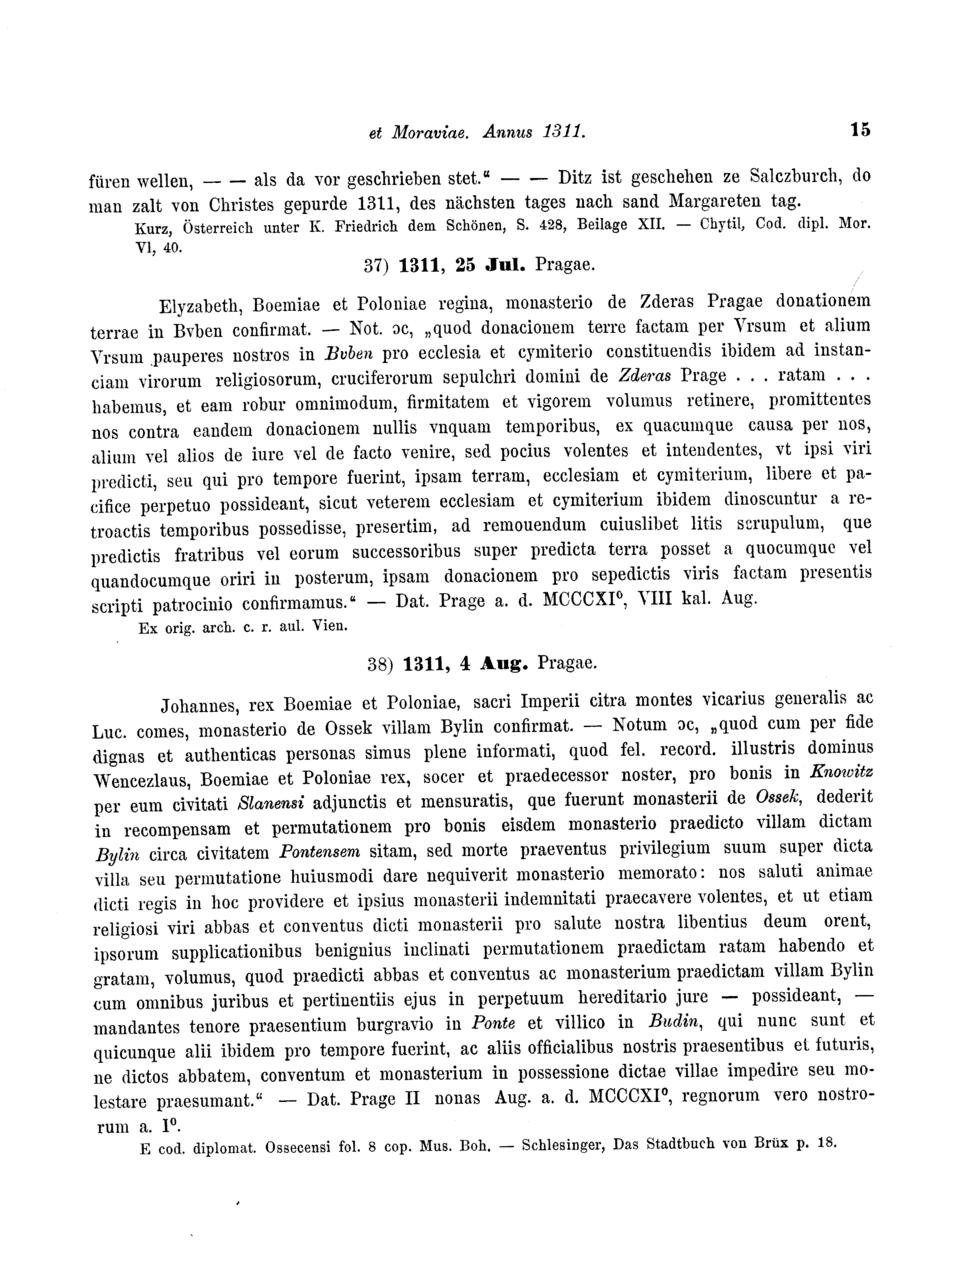 et Moraviae. Annus 1311. 15
füren wellen, — — als da vor geschrieben stet.“ — — Ditz ist geschehen ze Salczburch, do
man zalt von Christes gepurde 1311, des nächsten tages nach sand Margareten tag.
Kurz, Österreich unter K. Friedrich dem Schönen, S. 428, Beilage XII. — Chytil, Cod. dipl. Mor.
VI, 40.
37) 1311, 25 Jul. Pragae.
Elyzabeth, Boemiae et Poloniae regina, monasterio de Zderas Pragae donationem
terrae in Bvben confirmat. — Not. ɔc, „quod donacionem terre factam per Vrsum et alium
Vrsum pauperes nostros in Bvben pro ecclesia et cymiterio constituendis ibidem ad instan-
ciam virorum religiosorum, cruciferorum sepulchri domini de Zderas Prage . . . ratam . . .
habemus, et eam robur omnimodum, firmitatem et vigorem volumus retinere, promittentes
nos contra eandem donacionem nullis vnquam temporibus, ex quacumque causa per nos,
alium vel alios de iure vel de facto venire, sed pocius volentes et intendentes, vt ipsi viri
predicti, seu qui pro tempore fuerint, ipsam terram, ecclesiam et cymiterium, libere et pa-
cifice perpetuo possideant, sicut veterem ecclesiam et cymiterium ibidem dinoscuntur a re-
troactis temporibus possedisse, presertim, ad remouendum cuiuslibet litis scrupulum, que
predictis fratribus vel eorum successoribus super predicta terra posset a quocumque vel
quandocumque oriri in posterum, ipsam donacionem pro sepedictis viris factam presentis
scripti patrocinio confirmamus.“ — Dat. Prage a. d. MCCCXI⁰, VIII kal. Aug.
Ex orig. arch. c. r. aul. Vien.
38) 1311, 4 Aug. Pragae.
Johannes, rex Boemiae et Poloniae, sacri Imperii citra montes vicarius generalis ac
Luc. comes, monasterio de Ossek villam Bylin confirmat. — Notum ɔc, „quod cum per fide
dignas et authenticas personas simus plene informati, quod fel. record. illustris dominus
Wencezlaus, Boemiae et Poloniae rex, socer et praedecessor noster, pro bonis in Knowitz
per eum civitati Slanensi adjunctis et mensuratis, que fuerunt monasterii de Ossek, dederit
in recompensam et permutationem pro bonis eisdem monasterio praedicto villam dictam
Bylin circa civitatem Pontensem sitam, sed morte praeventus privilegium suum super dicta
villa seu permutatione huiusmodi dare nequiverit monasterio memorato: nos saluti animae
dicti regis in hoc providere et ipsius monasterii indemnitati praecavere volentes, et ut etiam
religiosi viri abbas et conventus dicti monasterii pro salute nostra libentius deum orent,
ipsorum supplicationibus benignius inclinati permutationem praedictam ratam habendo et
gratam, volumus, quod praedicti abbas et conventus ac monasterium praedictam villam Bylin
cum omnibus juribus et pertinentiis ejus in perpetuum hereditario jure — possideant, —
mandantes tenore praesentium burgravio in Ponte et villico in Budin, qui nunc sunt et
quicunque alii ibidem pro tempore fuerint, ac aliis officialibus nostris praesentibus et futuris,
ne dictos abbatem, conventum et monasterium in possessione dictae villae impedire seu mo-
lestare praesumant.“ — Dat. Prage II nonas Aug. a. d. MCCCXI⁰, regnorum vero nostro-
rum a. I⁰.
E cod. diplomat. Ossecensi fol. 8 cop. Mus. Boh. — Schlesinger, Das Stadtbuch von Brüx p. 18.